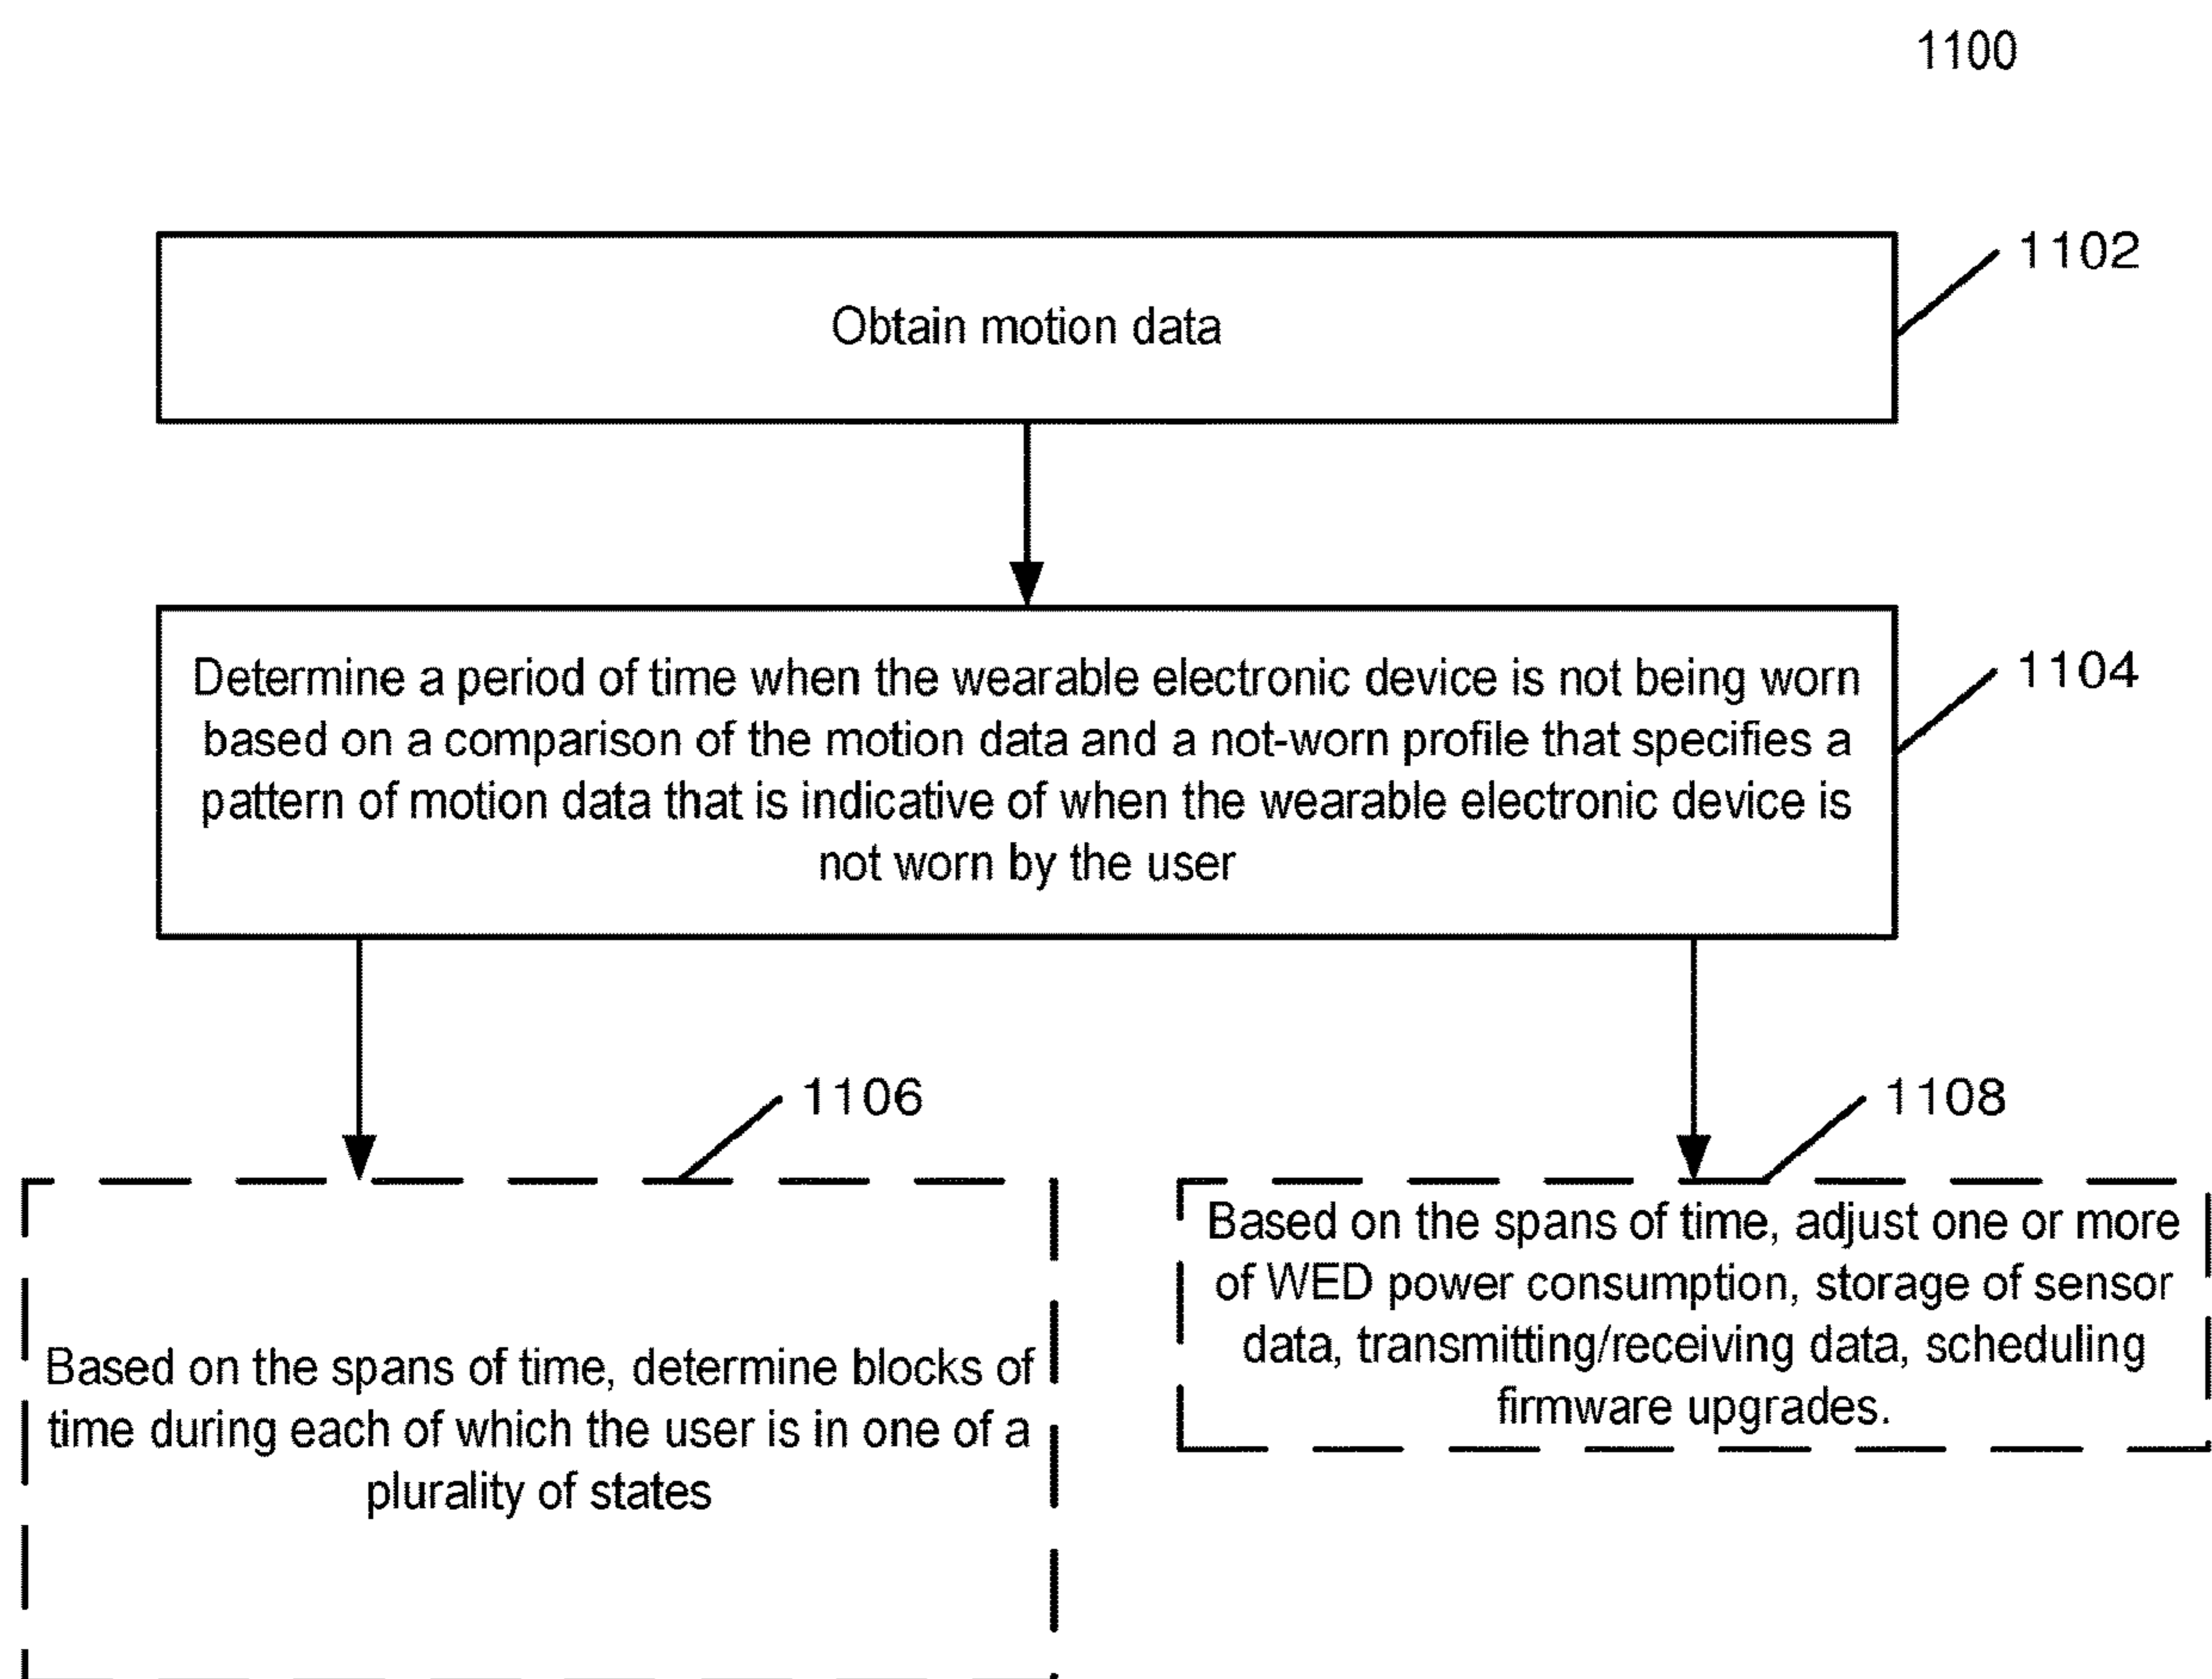 1100
1102
Obtain motion data
1104
Determine a period of time when the wearable electronic device is not being worn
based on a comparison of the motion data and a not-worn profile that specifies a
pattern of motion data that is indicative of when the wearable electronic device is
not worn by the user
1106
1108
Based on the spans of time, determine blocks of
time during each of which the user is in one of a
plurality of states
Based on the spans of time, adjust one or more
of WED power consumption, storage of sensor
data, transmitting/receiving data, scheduling
firmware upgrades.